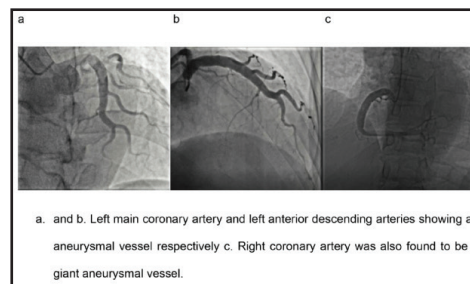 a b c
a. and b. Left main coronary artery and left anterior descending arteries showing a
aneurysmal vessel respectively c. Right coronary artery was also found to be
giant aneurysmal vessel.